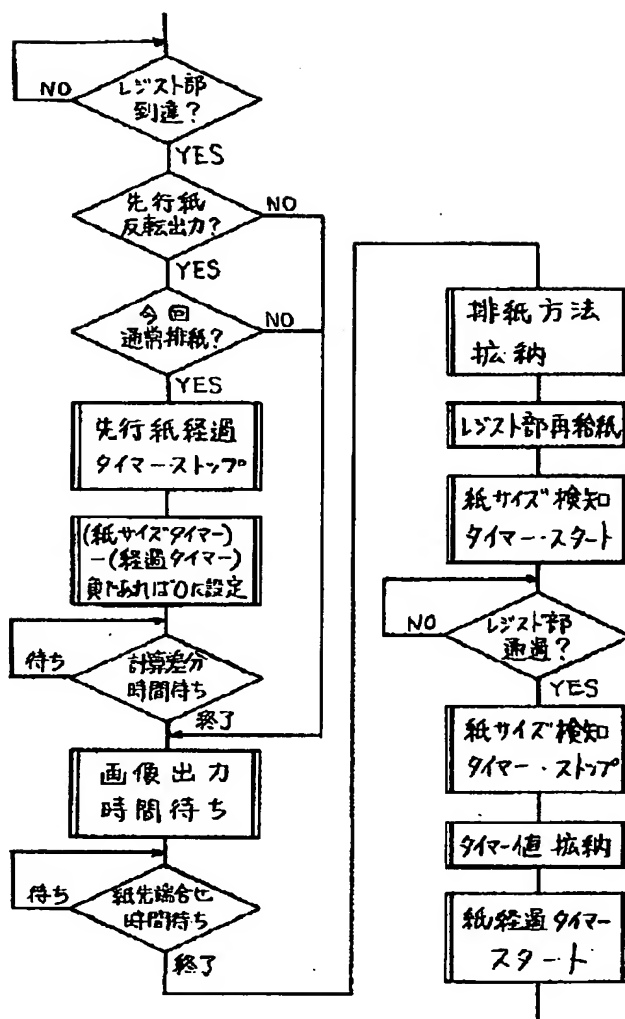 レジスト部
到達?
NO
YES
先行紙
反転出力?
NO
YES
今回
通常排紙?
NO
YES
先行紙経過
タイマーストップ
(紙サイズタイマー)
-(経過タイマー)
負であれば0に設定
計算差分
時間待ち
待ち
終了
画像出力
時間待ち
紙先端合せ
時間待ち
待ち
終了
排紙方法
拡納
レジスト部再給紙
紙サイズ検知
タイマー・スタート
レジスト部
通過?
NO
YES
紙サイズ検知
タイマー・ストップ
タイマー値拡納
紙経過タイマー
スタート